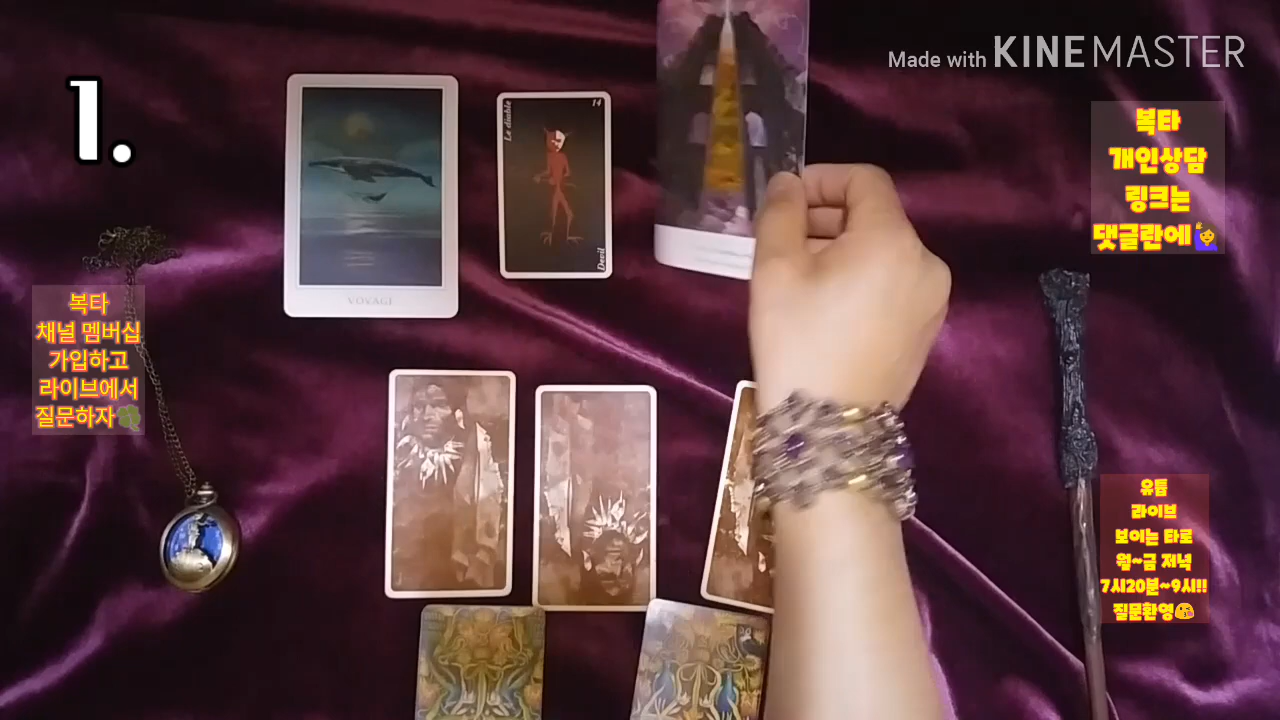 1.
Made with KINEMASTER
복타
개인상담
링크는
댓글란에🙋‍♀️
VOYAGE
Le diable
14
Devil
복타
채널 멤버십
가입하고
라이브에서
질문하자🍀
유튭
라이브
보이는 타로
월~금 저녁
7시20분~9시!!
질문환영😘